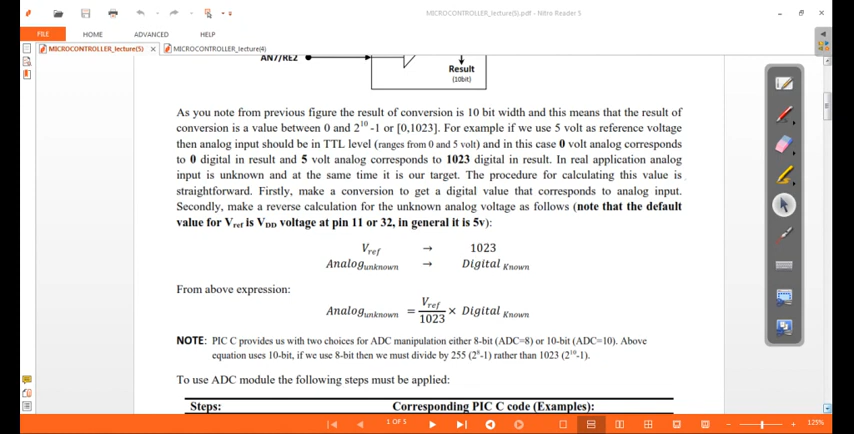 MICROCONTROLLER_lecture(5).pdf - Nitro Reader 5
FILE HOME ADVANCED HELP
MICROCONTROLLER_lecture(5) × MICROCONTROLLER_lecture(4)
AN7/RE2
Result
(10bit)
As you note from previous figure the result of conversion is 10 bit width and this means that the result of
conversion is a value between 0 and 2¹⁰ -1 or [0,1023]. For example if we use 5 volt as reference voltage
then analog input should be in TTL level (ranges from 0 and 5 volt) and in this case 0 volt analog corresponds
to 0 digital in result and 5 volt analog corresponds to 1023 digital in result. In real application analog
input is unknown and at the same time it is our target. The procedure for calculating this value is
straightforward. Firstly, make a conversion to get a digital value that corresponds to analog input.
Secondly, make a reverse calculation for the unknown analog voltage as follows (note that the default
value for Vref is VDD voltage at pin 11 or 32, in general it is 5v):
Vref → 1023
Analog unknown → Digital Known
From above expression:
Analog unknown = Vref/1023 × Digital Known
NOTE: PIC C provides us with two choices for ADC manipulation either 8-bit (ADC=8) or 10-bit (ADC=10). Above
equation uses 10-bit, if we use 8-bit then we must divide by 255 (2⁸-1) rather than 1023 (2¹⁰-1).
To use ADC module the following steps must be applied:
Steps: Corresponding PIC C code (Examples):
1 OF 5
125%